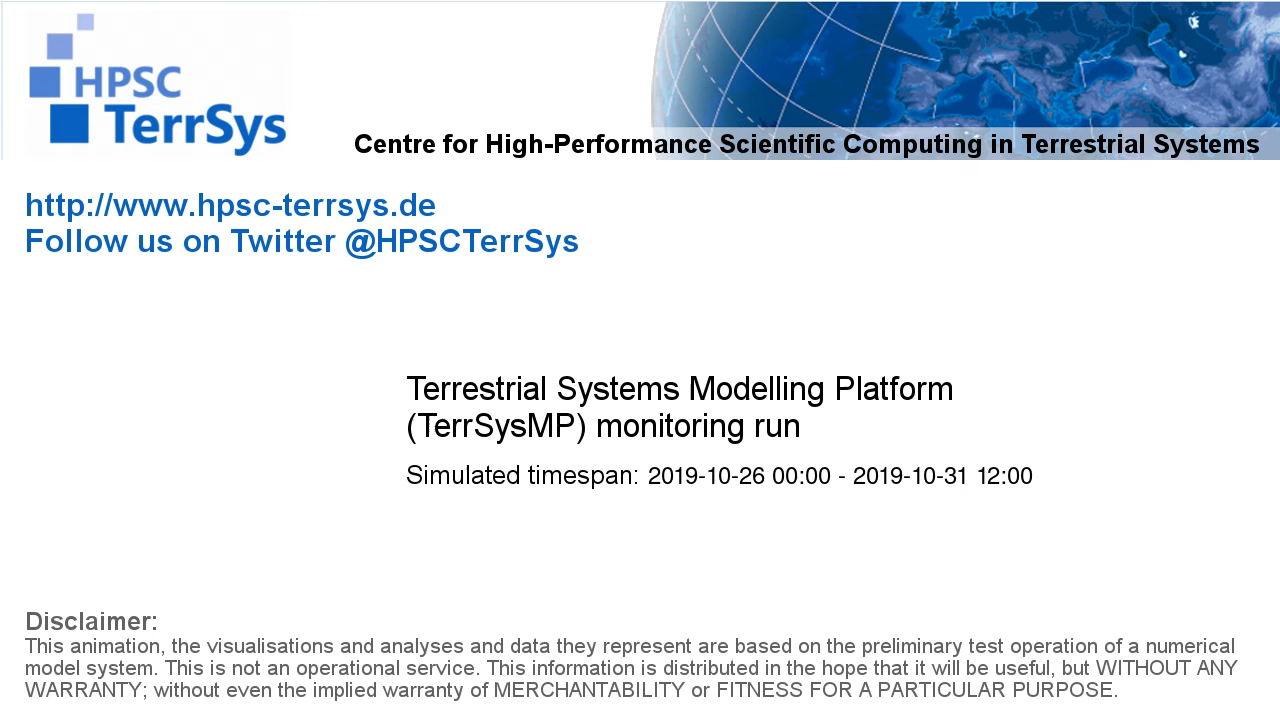 HPSC
TerrSys
Centre for High-Performance Scientific Computing in Terrestrial Systems
http://www.hpsc-terrsys.de
Follow us on Twitter @HPSCTerrSys
Terrestrial Systems Modelling Platform
(TerrSysMP) monitoring run
Simulated timespan: 2019-10-26 00:00 - 2019-10-31 12:00
Disclaimer:
This animation, the visualisations and analyses and data they represent are based on the preliminary test operation of a numerical
model system. This is not an operational service. This information is distributed in the hope that it will be useful, but WITHOUT ANY
WARRANTY; without even the implied warranty of MERCHANTABILITY or FITNESS FOR A PARTICULAR PURPOSE.